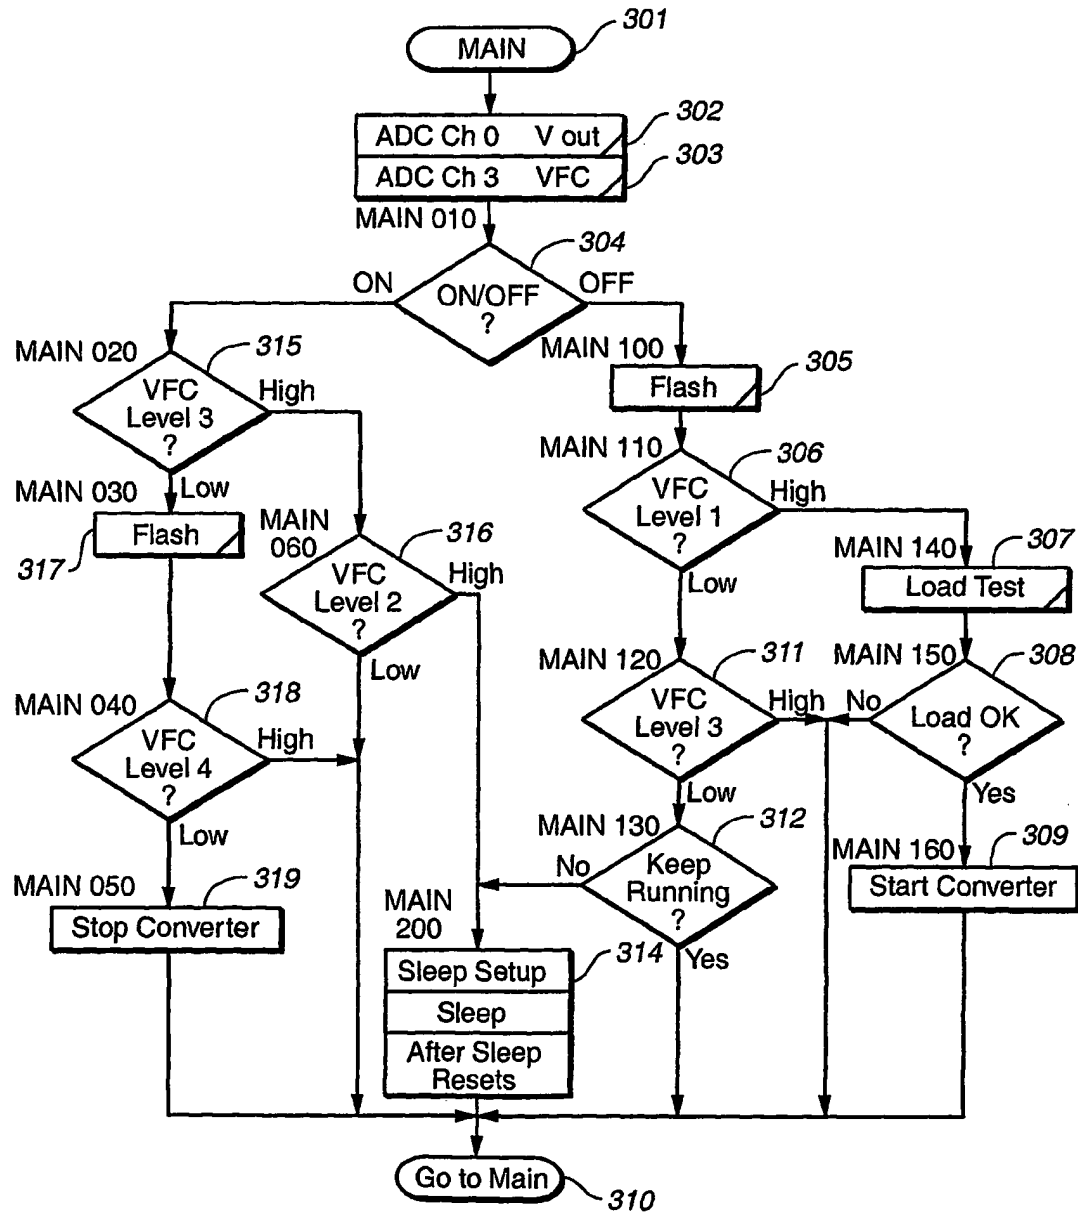 301
MAIN
302
ADC Ch 0 V out
303
ADC Ch 3 VFC
MAIN 010
304
ON
ON/OFF
?
OFF
MAIN 020
315
VFC
Level 3
?
High
Low
MAIN 100
305
Flash
MAIN 110
306
VFC
Level 1
?
High
Low
MAIN 030
Flash
317
MAIN
060
316
VFC
Level 2
?
High
Low
MAIN 140
307
Load Test
MAIN 040
318
VFC
Level 4
?
High
Low
MAIN 120
311
VFC
Level 3
?
High
Low
MAIN 150
308
No
Load OK
?
Yes
MAIN 130
312
No
Keep
Running
?
Yes
MAIN 160
309
Start Converter
MAIN 050
319
Stop Converter
MAIN
200
314
Sleep Setup
Sleep
After Sleep
Resets
Go to Main
310